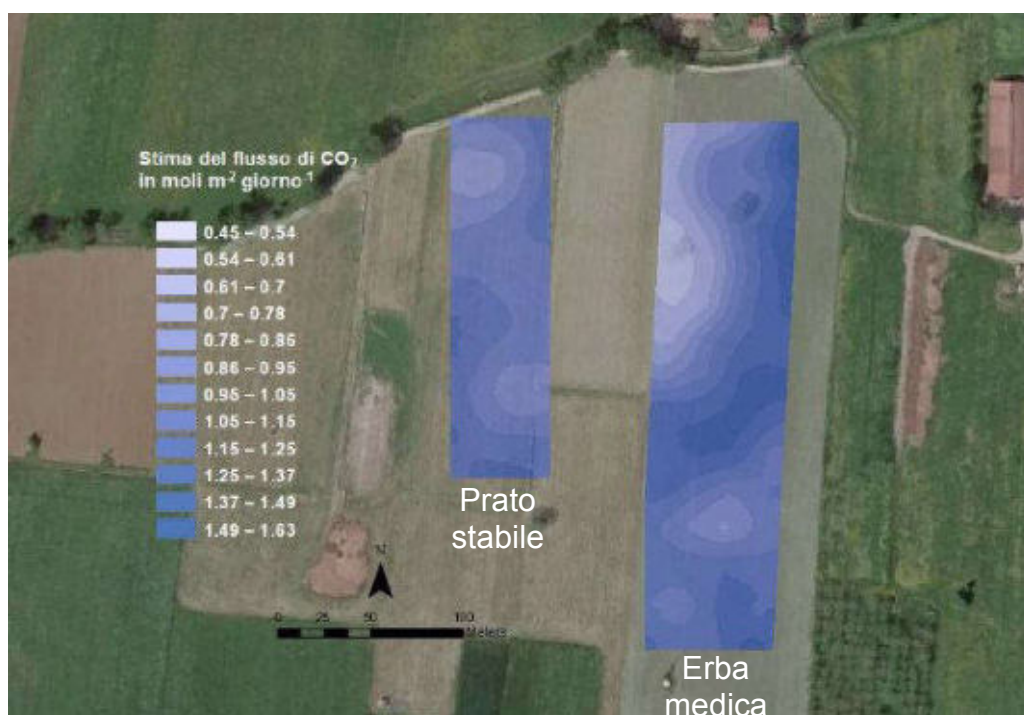 Stima del flusso di CO₂
in moli m⁻² giorno⁻¹
0.45 – 0.54
0.54 – 0.61
0.61 – 0.7
0.7 – 0.78
0.78 – 0.86
0.86 – 0.95
0.95 – 1.05
1.05 – 1.15
1.15 – 1.25
1.25 – 1.37
1.37 – 1.49
1.49 – 1.63
Prato
stabile
N
0 25 50 100
Meters
Erba
medica